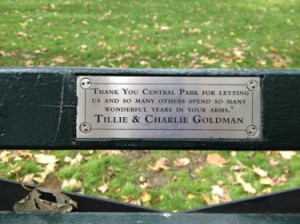 "Thank You Central Park for letting
us and so many others spend so many
wonderful years in your arms."
Tillie & Charlie Goldman